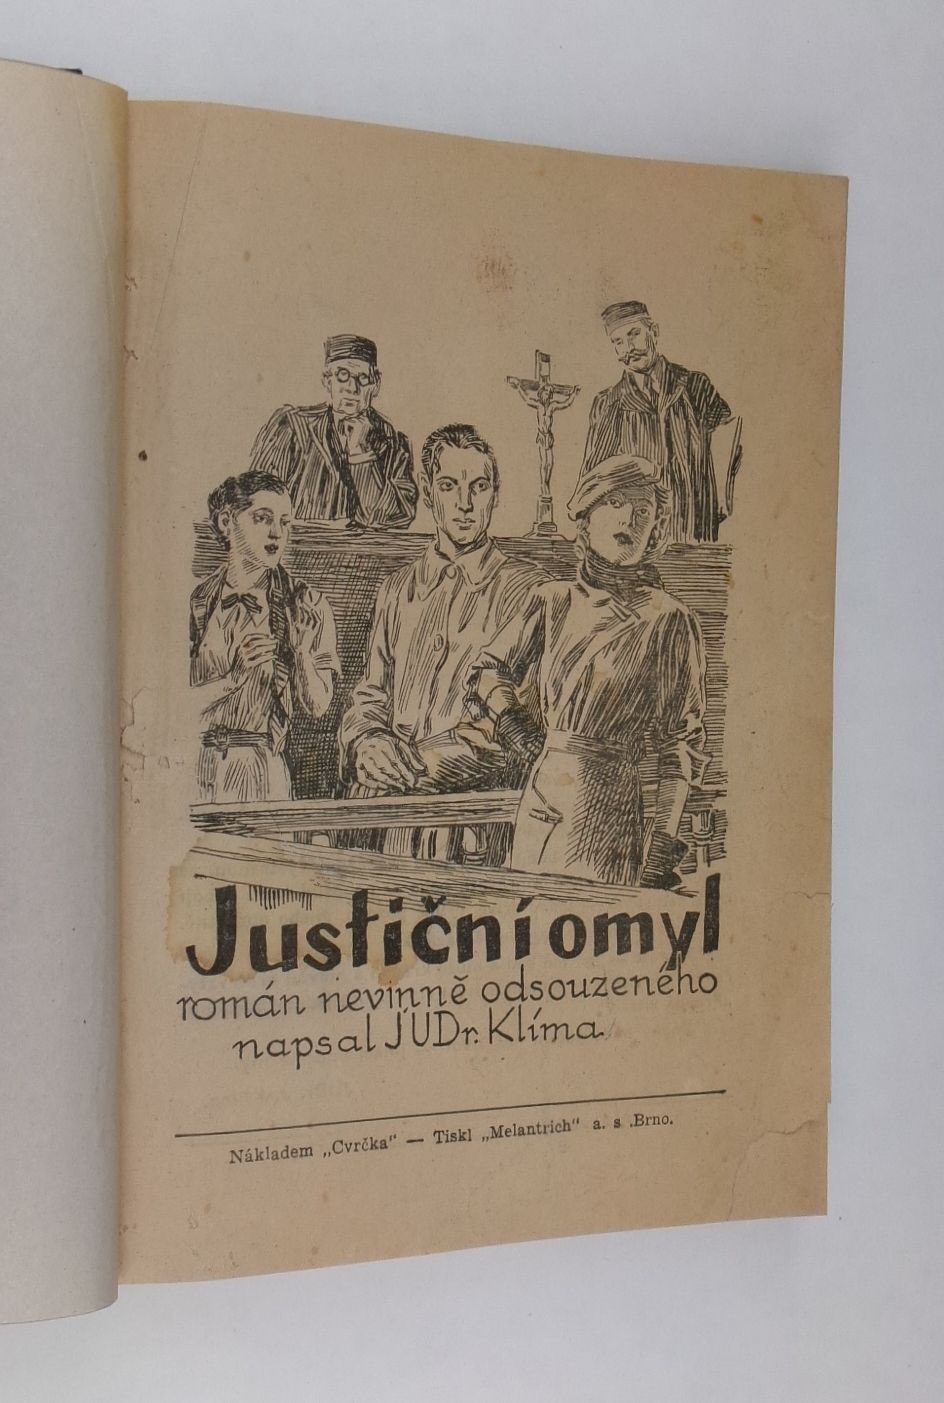 Justiční omyl
román nevinně odsouzeného
napsal JUDr. Klíma
Nákladem „Cvrčka“ — Tiskl „Melantrich“ a. s .Brno.